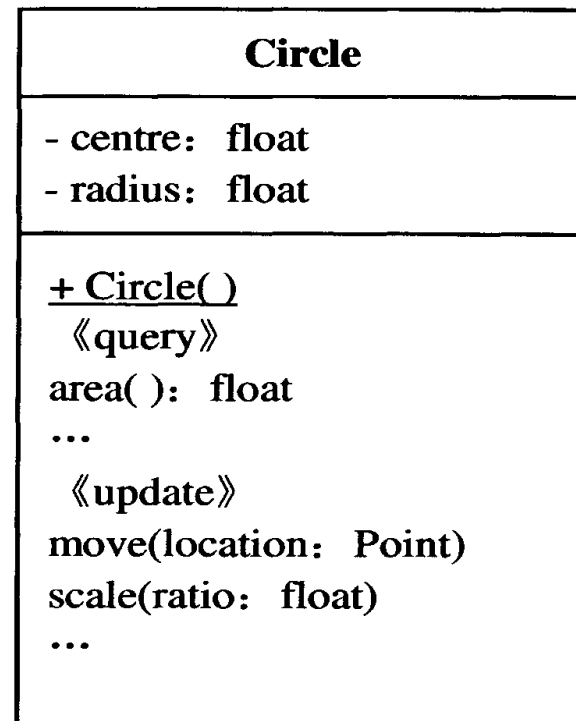 Circle
- centre： float
- radius： float
+ Circle( )
《query》
area( )： float
…
《update》
move(location： Point)
scale(ratio： float)
…